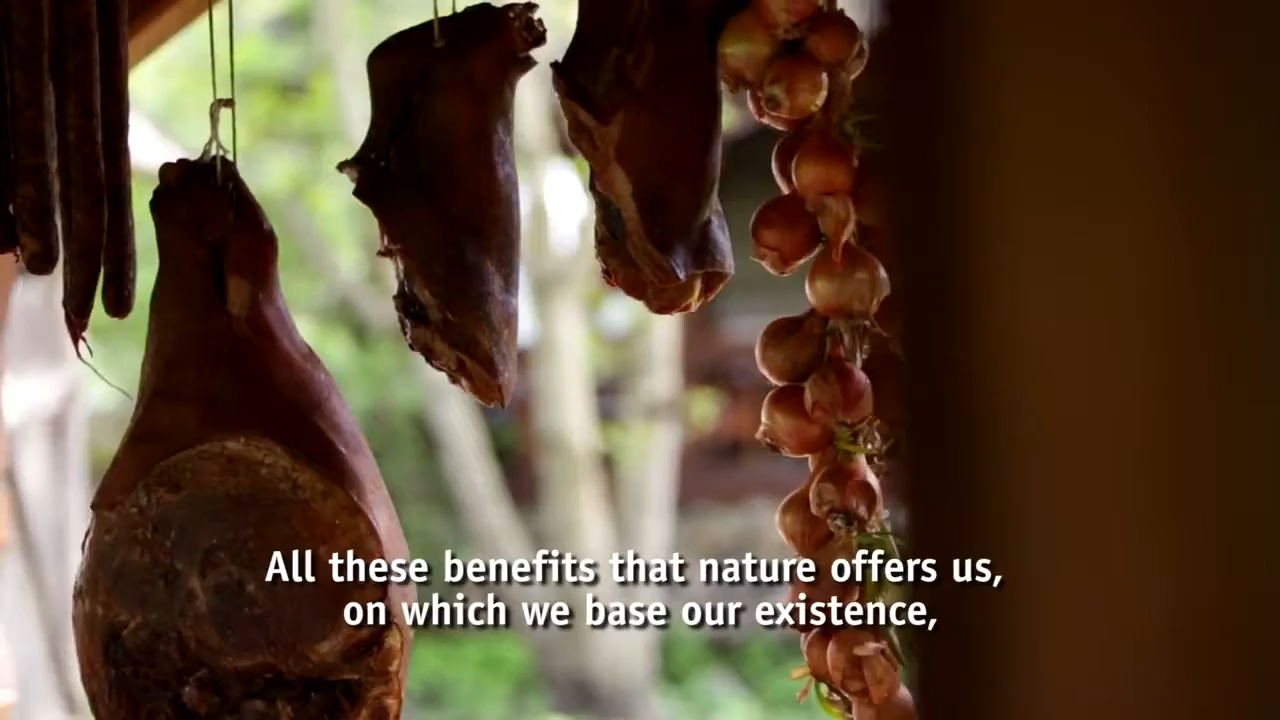 All these benefits that nature offers us,
on which we base our existence,